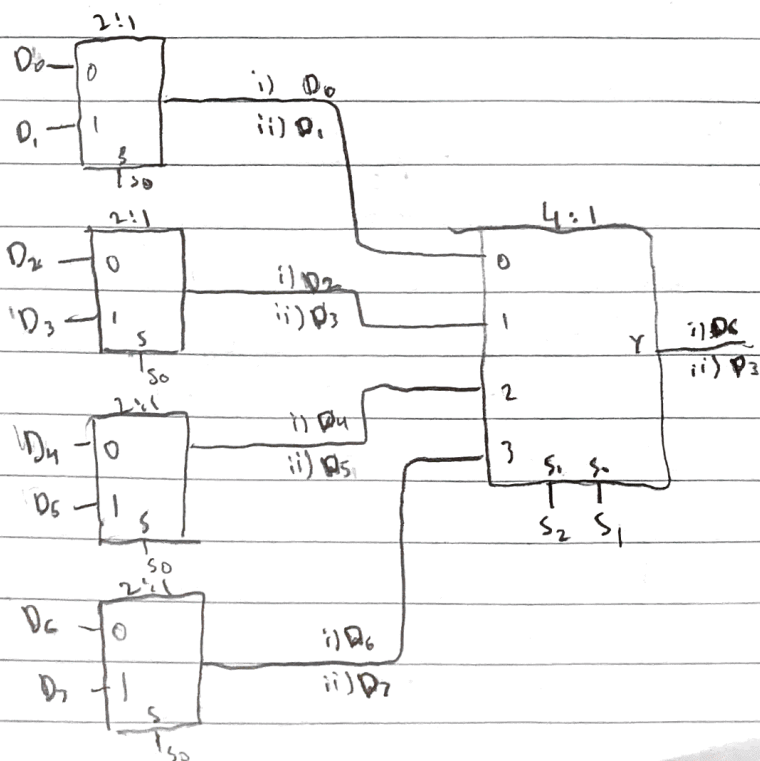 2:1
D0 0 i) D0
D1 1 ii) D1
S
S0
2:1
4:1
D2 0 i) D2 0
D3 1 ii) D3 1
S
S0
Y i) D6
ii) D3
2:1
2
D4 0 i) D4
ii) D5 3
D5 1 S1 S0
S
S2 S1
S0
2:1
D6 0 i) D6
D7 1 ii) D7
S
S0